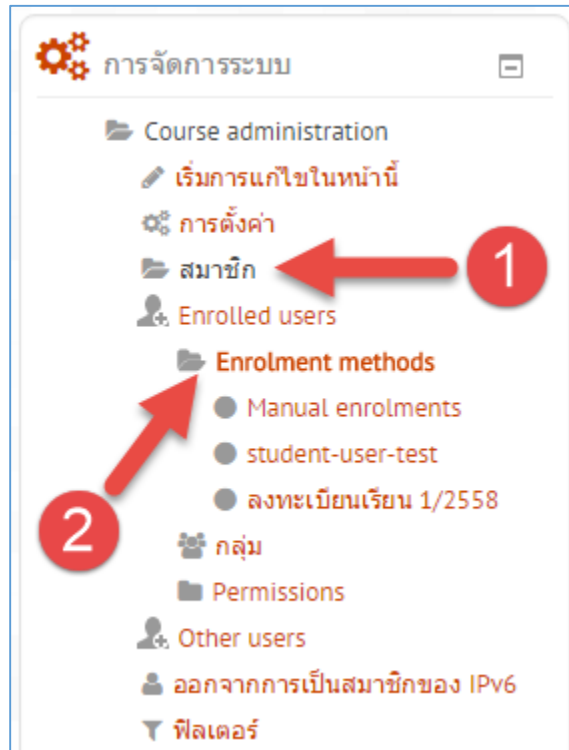 การจัดการระบบ
Course administration
เริ่มการแก้ไขในหน้านี้
การตั้งค่า
สมาชิก
1
Enrolled users
Enrolment methods
Manual enrolments
student-user-test
ลงทะเบียนเรียน 1/2558
2
กลุ่ม
Permissions
Other users
ออกจากการเป็นสมาชิกของ IPv6
ฟิลเตอร์